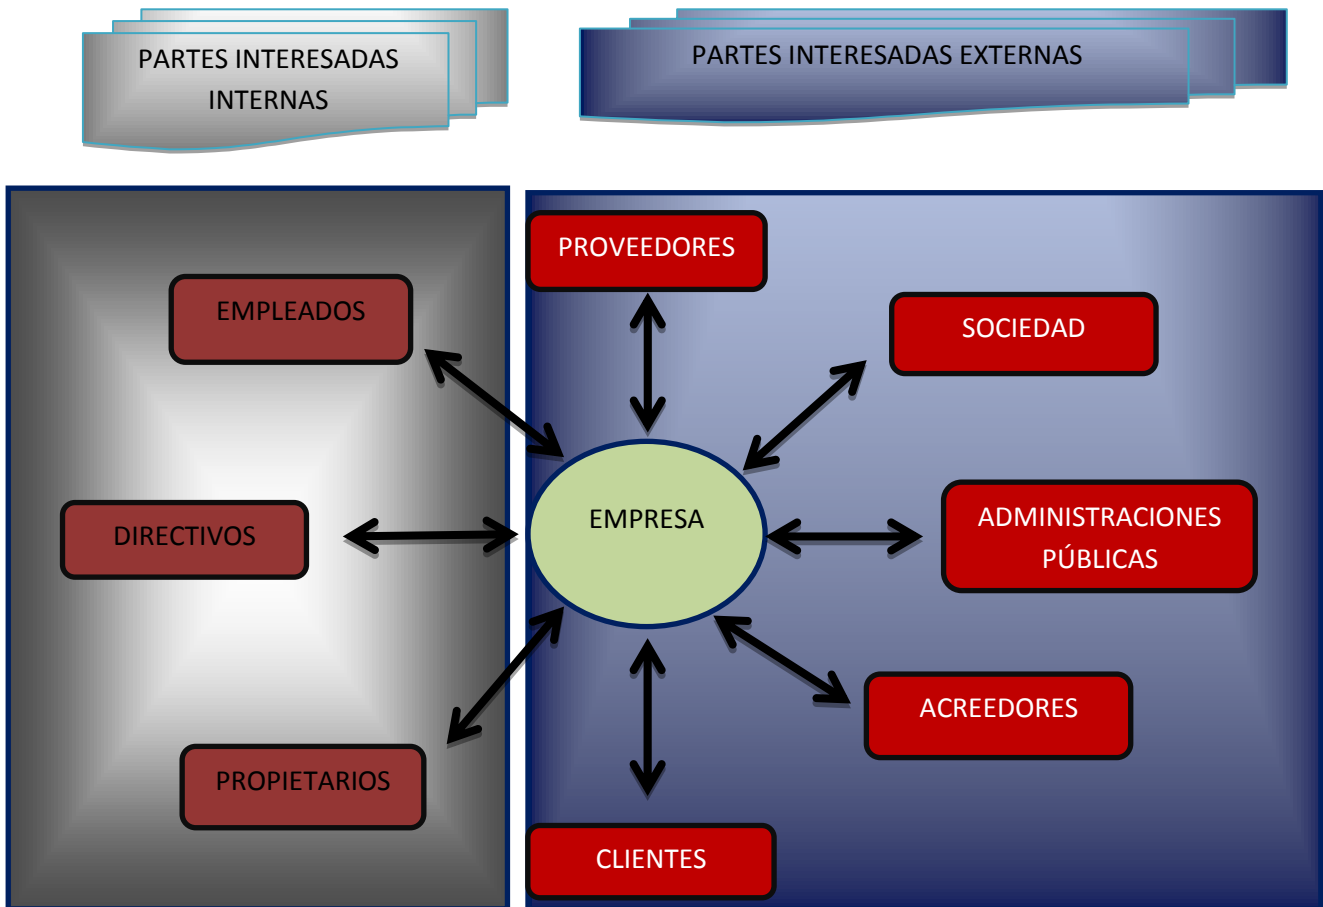 PARTES INTERESADAS
INTERNAS
PARTES INTERESADAS EXTERNAS
PROVEEDORES
EMPLEADOS
SOCIEDAD
EMPRESA
DIRECTIVOS
ADMINISTRACIONES
PÚBLICAS
ACREEDORES
PROPIETARIOS
CLIENTES